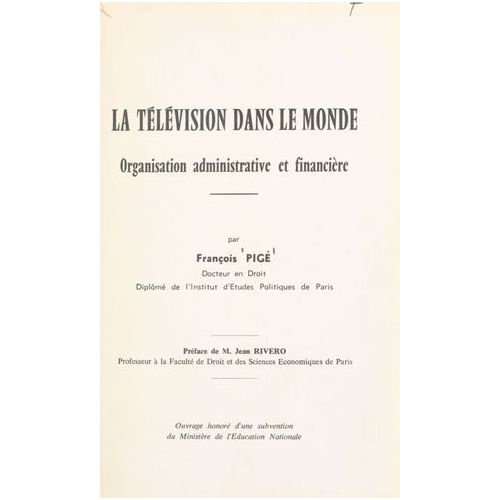 T
LA TÉLÉVISION DANS LE MONDE
Organisation administrative et financière
par
François PIGÉ
Docteur en Droit
Diplômé de l'Institut d'Etudes Politiques de Paris
Préface de M. Jean RIVERO
Professeur à la Faculté de Droit et des Sciences Economiques de Paris
Ouvrage honoré d'une subvention
du Ministère de l'Education Nationale